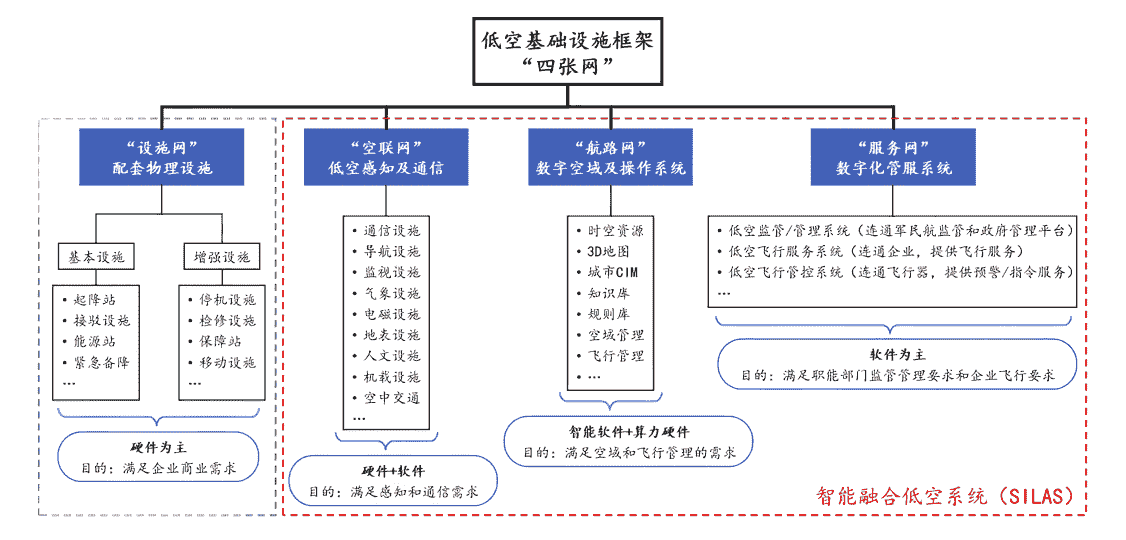 低空基础设施框架
“四张网”
“设施网”
配套物理设施
基本设施
• 起降站
• 接驳设施
• 能源站
• 紧急备降
…
增强设施
• 停机设施
• 检修设施
• 保障站
• 移动设施
…
硬件为主
目的：满足企业商业需求
“空联网”
低空感知及通信
• 通信设施
• 导航设施
• 监视设施
• 气象设施
• 电磁设施
• 地表设施
• 人文设施
• 机载设施
• 空中交通
…
硬件+软件
目的：满足感知和通信需求
“航路网”
数字空域及操作系统
• 时空资源
• 3D地图
• 城市CIM
• 知识库
• 规则库
• 空域管理
• 飞行管理
• …
智能软件+算力硬件
目的：满足空域和飞行管理的需求
“服务网”
数字化管服系统
• 低空监管/管理系统（连通军民航监管和政府管理平台）
• 低空飞行服务系统（连通企业，提供飞行服务）
• 低空飞行管控系统（连通飞行器，提供预警/指令服务）
…
软件为主
目的：满足职能部门监管管理要求和企业飞行要求
智能融合低空系统（SILAS）